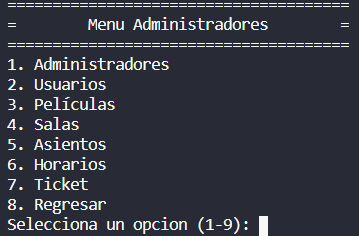 ======================================
=        Menu Administradores        =
======================================
1. Administradores
2. Usuarios
3. Películas
4. Salas
5. Asientos
6. Horarios
7. Ticket
8. Regresar
Selecciona un opcion (1-9):